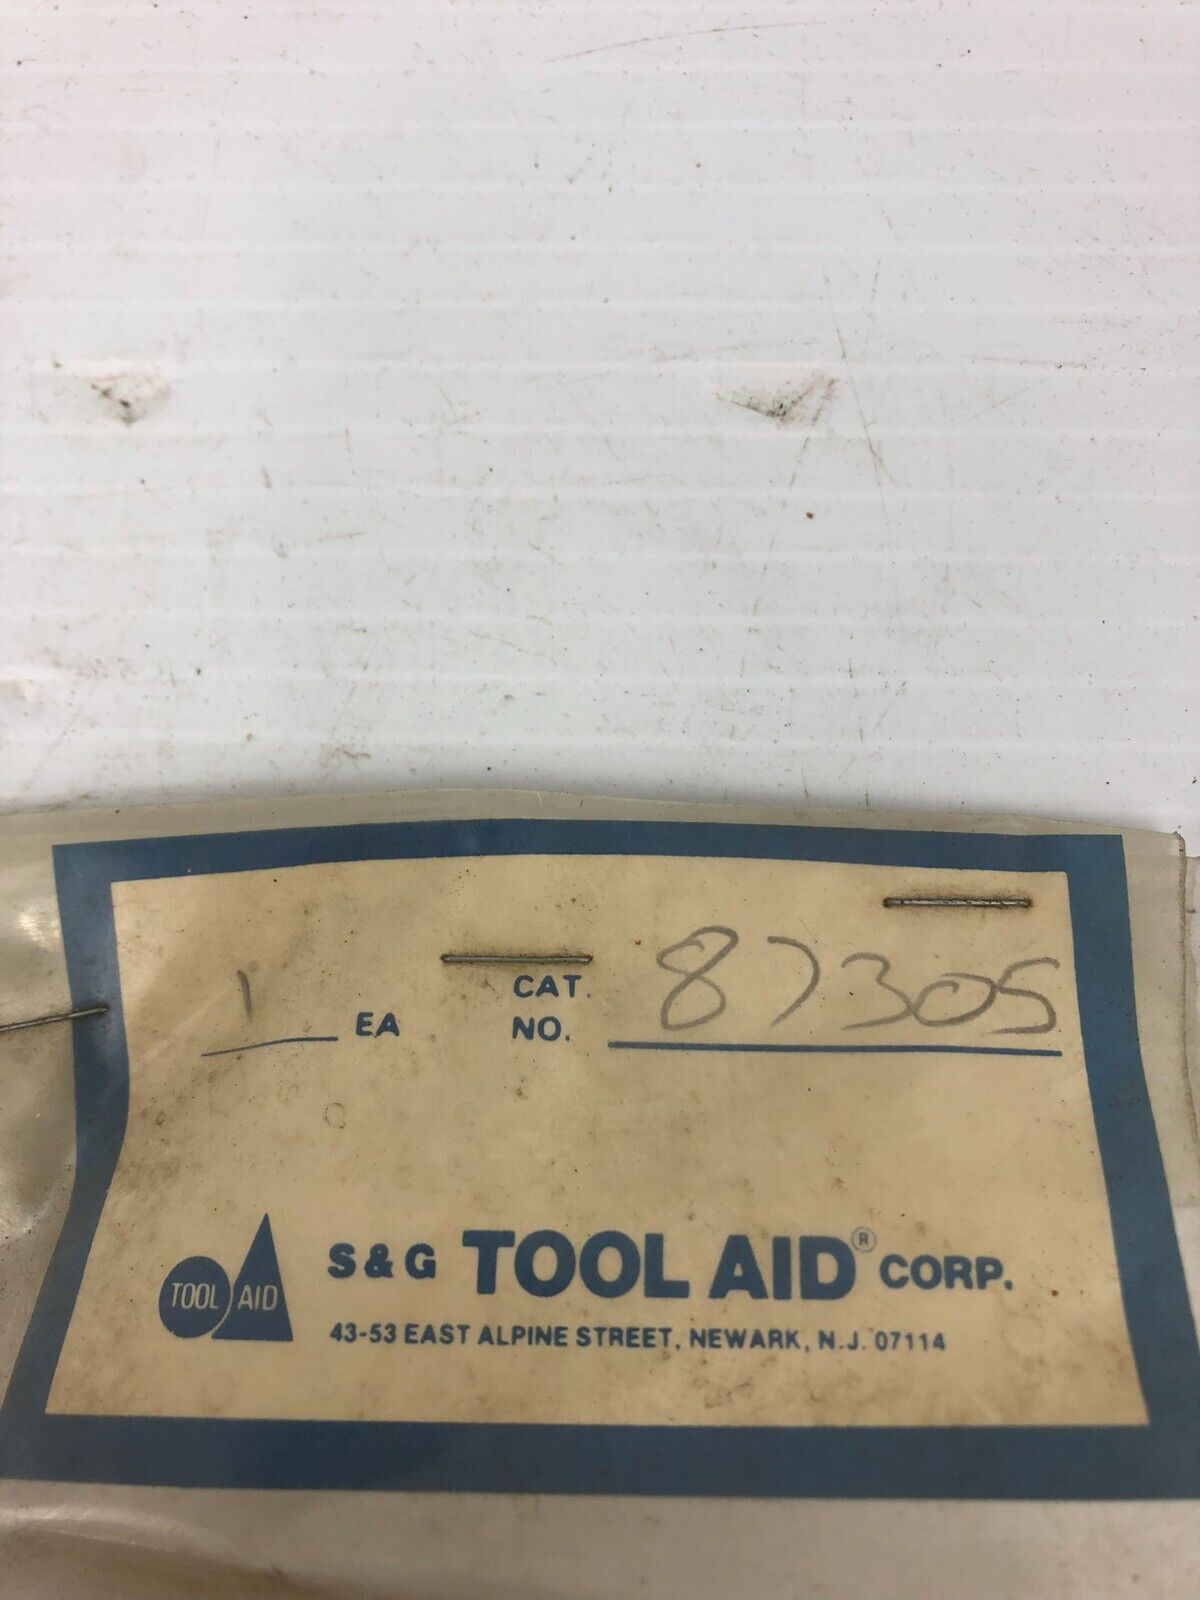 1 EA CAT. NO. 87305
TOOL AID
S & G TOOL AID® CORP.
43-53 EAST ALPINE STREET, NEWARK, N.J. 07114